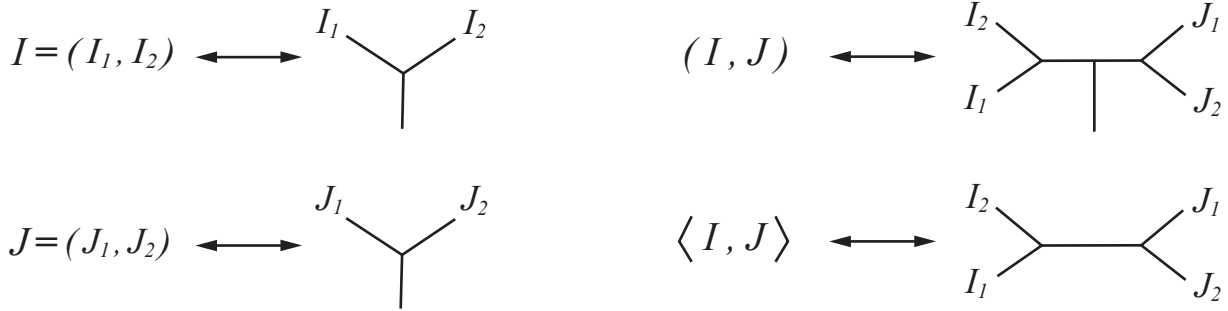 I = (I₁, I₂) I₁ I₂
(I, J) I₂ J₁
I₁ J₂
J = (J₁, J₂) J₁ J₂
⟨I, J⟩ I₂ J₁
I₁ J₂